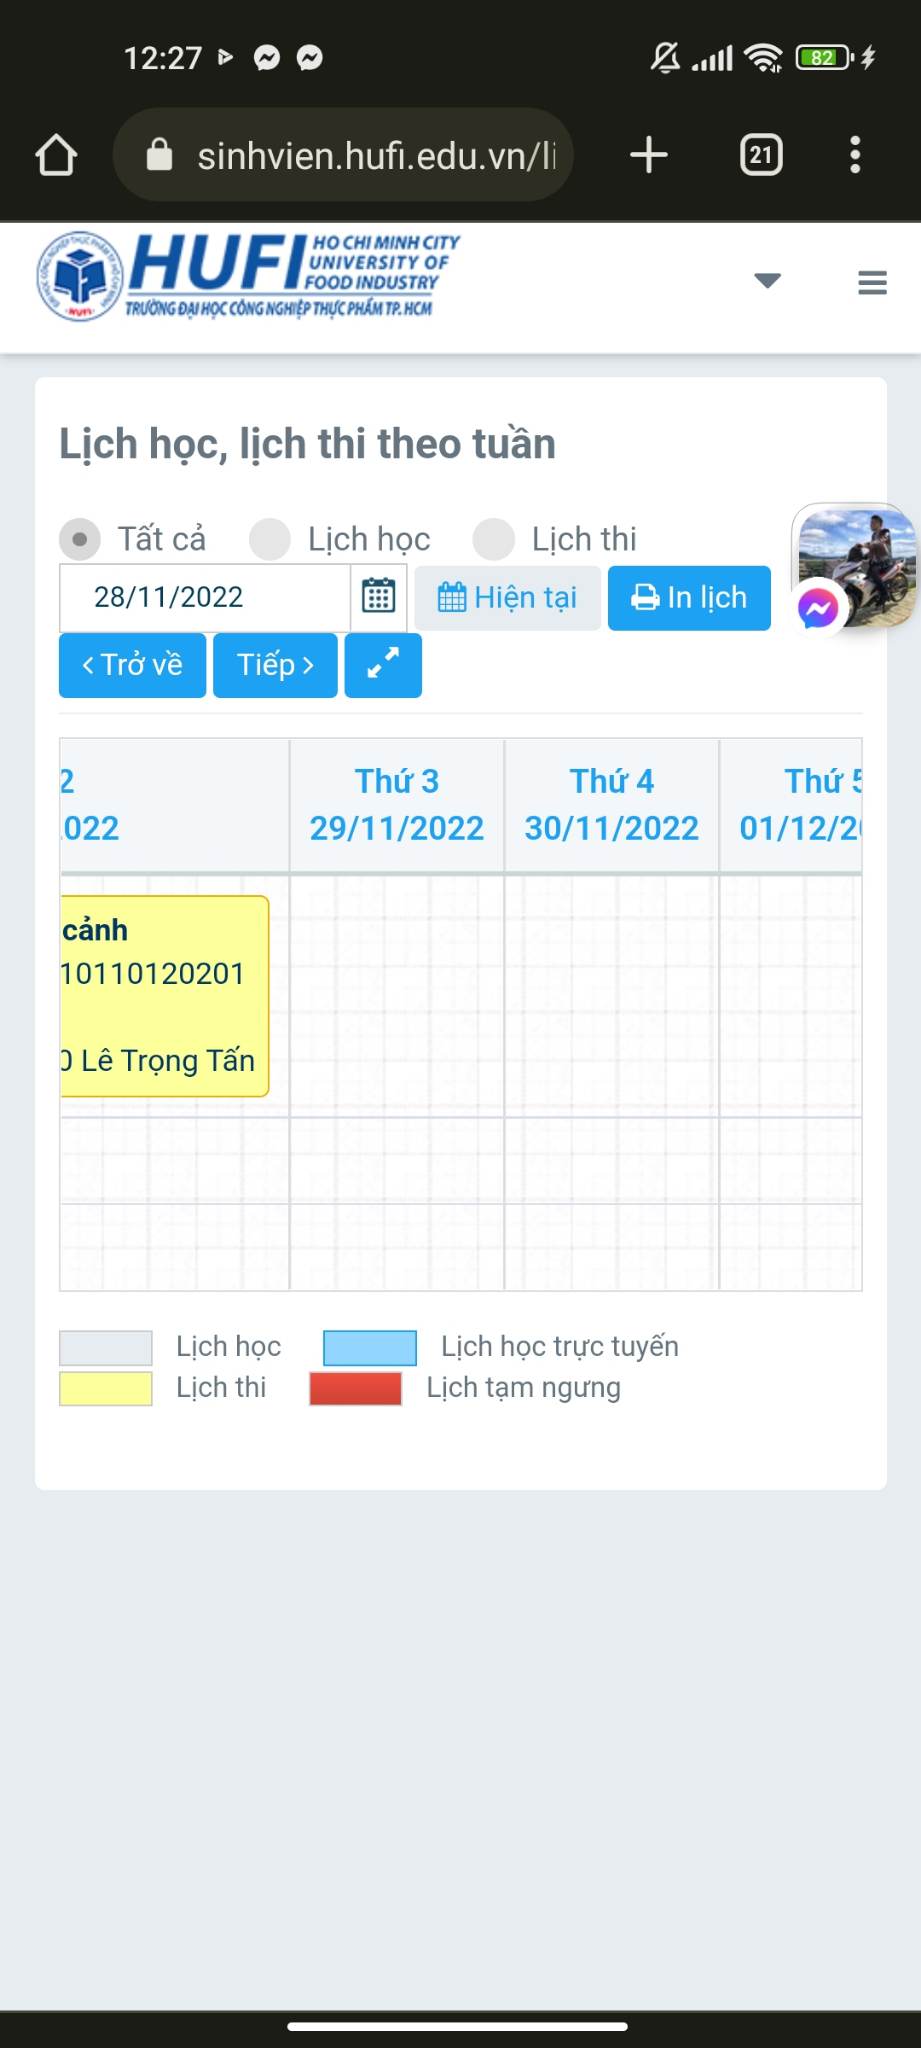 12:27
82
sinhvien.hufi.edu.vn/li
21
HUFI
HO CHI MINH CITY
UNIVERSITY OF
FOOD INDUSTRY
TRƯỜNG ĐẠI HỌC CÔNG NGHIỆP THỰC PHẨM TP. HCM
Lịch học, lịch thi theo tuần
Tất cả Lịch học Lịch thi
28/11/2022 Hiện tại In lịch
‹ Trở về Tiếp ›
2 Thứ 3 Thứ 4 Thứ 5
.022 29/11/2022 30/11/2022 01/12/20
cảnh
10110120201
0 Lê Trọng Tấn
Lịch học Lịch học trực tuyến
Lịch thi Lịch tạm ngưng